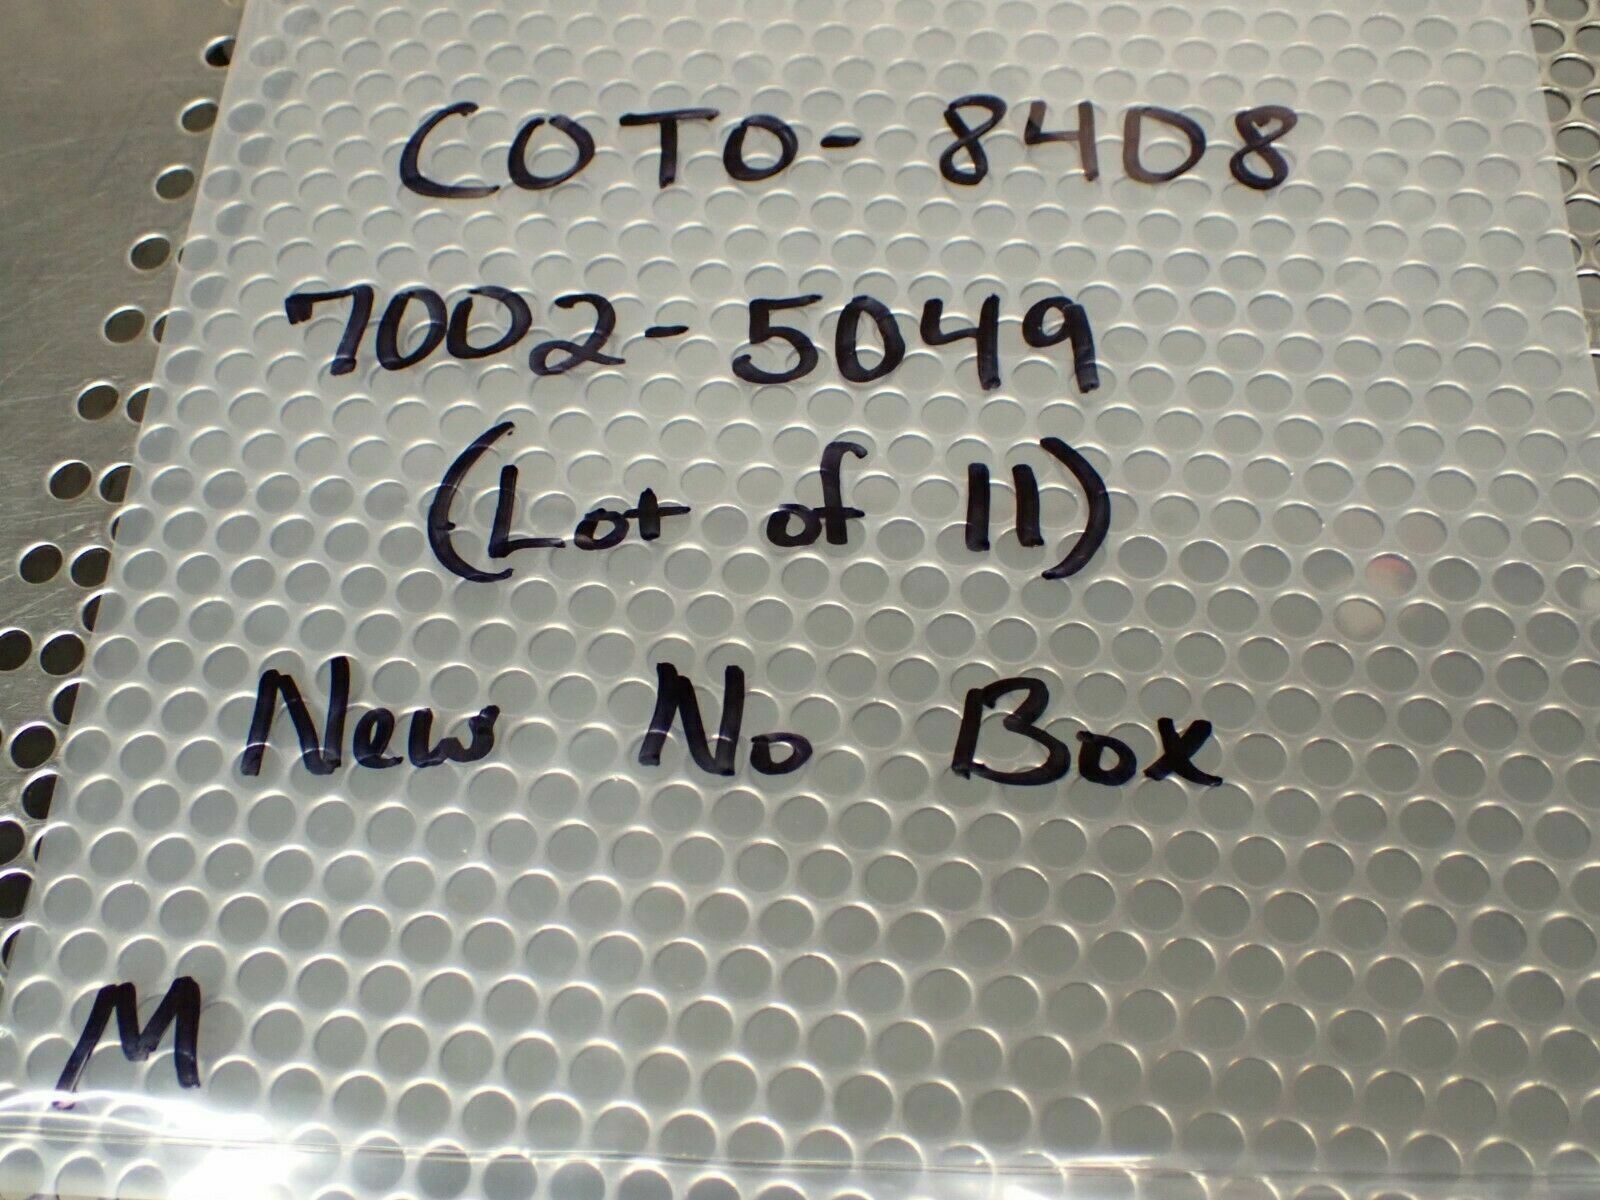 COTO- 8408
7002-5049
(Lot of 11)
New No Box
M